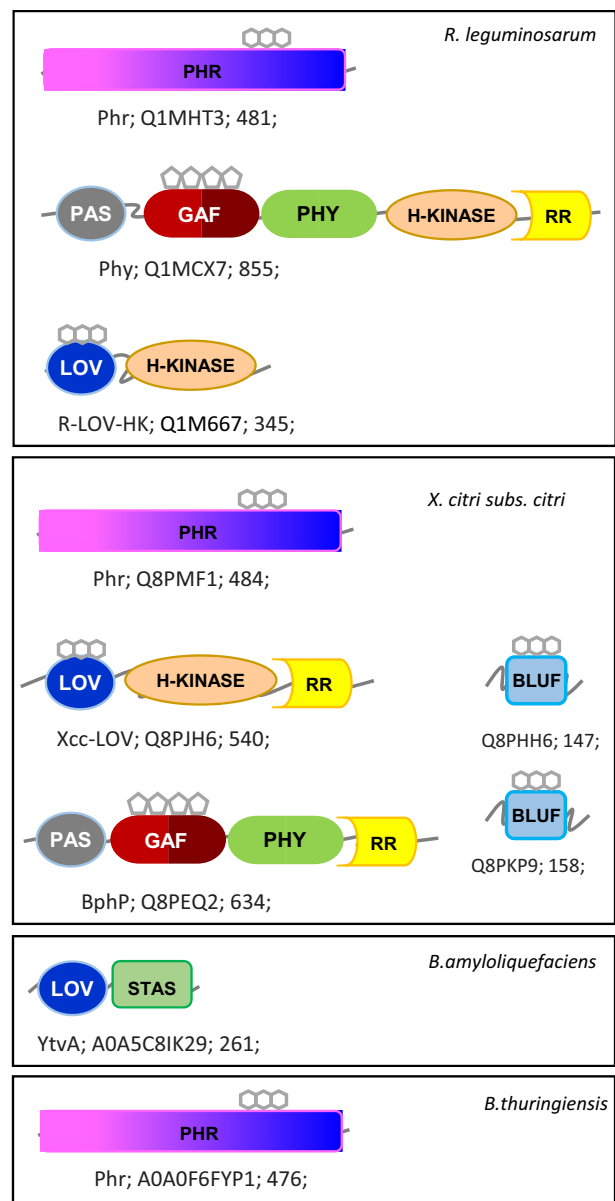 R. leguminosarum
PHR
Phr; Q1MHT3; 481;
PAS GAF PHY H-KINASE RR
Phy; Q1MCX7; 855;
LOV H-KINASE
R-LOV-HK; Q1M667; 345;
X. citri subs. citri
PHR
Phr; Q8PMF1; 484;
LOV H-KINASE RR BLUF
Xcc-LOV; Q8PJH6; 540; Q8PHH6; 147;
PAS GAF PHY RR BLUF
BphP; Q8PEQ2; 634; Q8PKP9; 158;
B.amyloliquefaciens
LOV STAS
YtvA; A0A5C8IK29; 261;
B.thuringiensis
PHR
Phr; A0A0F6FYP1; 476;